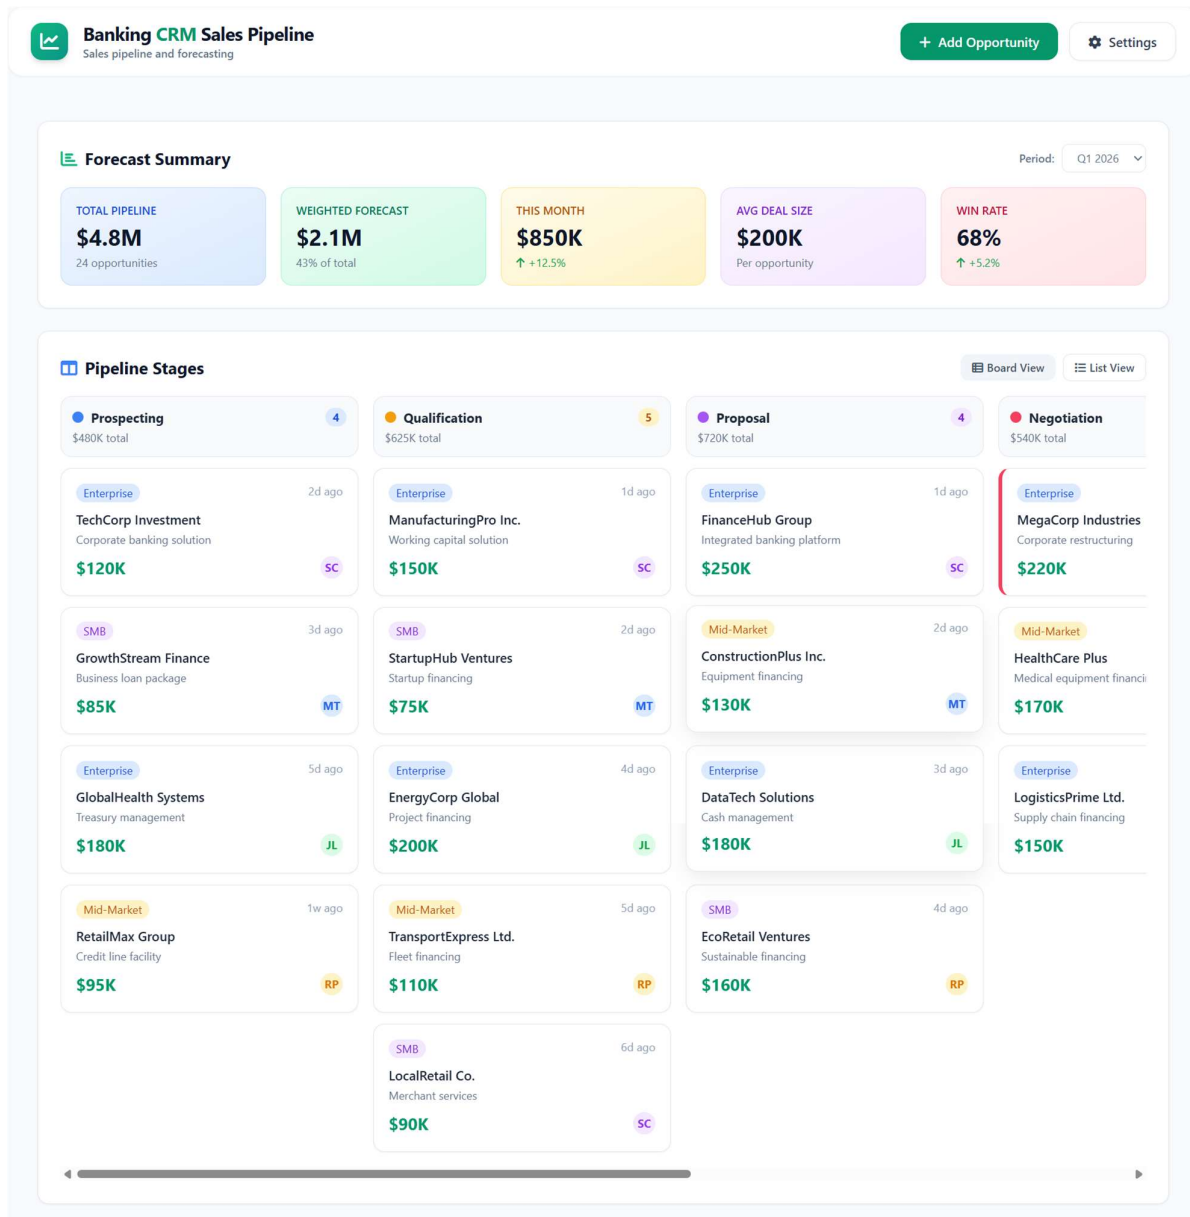 Banking CRM Sales Pipeline
Sales pipeline and forecasting
+ Add Opportunity
Settings
Forecast Summary
Period:
Q1 2026
TOTAL PIPELINE
$4.8M
24 opportunities
WEIGHTED FORECAST
$2.1M
43% of total
THIS MONTH
$850K
↑ +12.5%
AVG DEAL SIZE
$200K
Per opportunity
WIN RATE
68%
↑ +5.2%
Pipeline Stages
Board View
List View
Prospecting
4
$480K total
Enterprise
2d ago
TechCorp Investment
Corporate banking solution
$120K
SC
SMB
3d ago
GrowthStream Finance
Business loan package
$85K
MT
Enterprise
5d ago
GlobalHealth Systems
Treasury management
$180K
JL
Mid-Market
1w ago
RetailMax Group
Credit line facility
$95K
RP
Qualification
5
$625K total
Enterprise
1d ago
ManufacturingPro Inc.
Working capital solution
$150K
SC
SMB
2d ago
StartupHub Ventures
Startup financing
$75K
MT
Enterprise
4d ago
EnergyCorp Global
Project financing
$200K
JL
Mid-Market
5d ago
TransportExpress Ltd.
Fleet financing
$110K
RP
SMB
6d ago
LocalRetail Co.
Merchant services
$90K
SC
Proposal
4
$720K total
Enterprise
1d ago
FinanceHub Group
Integrated banking platform
$250K
SC
Mid-Market
2d ago
ConstructionPlus Inc.
Equipment financing
$130K
MT
Enterprise
3d ago
DataTech Solutions
Cash management
$180K
JL
SMB
4d ago
EcoRetail Ventures
Sustainable financing
$160K
RP
Negotiation
$540K total
Enterprise
MegaCorp Industries
Corporate restructuring
$220K
Mid-Market
HealthCare Plus
Medical equipment financi
$170K
Enterprise
LogisticsPrime Ltd.
Supply chain financing
$150K